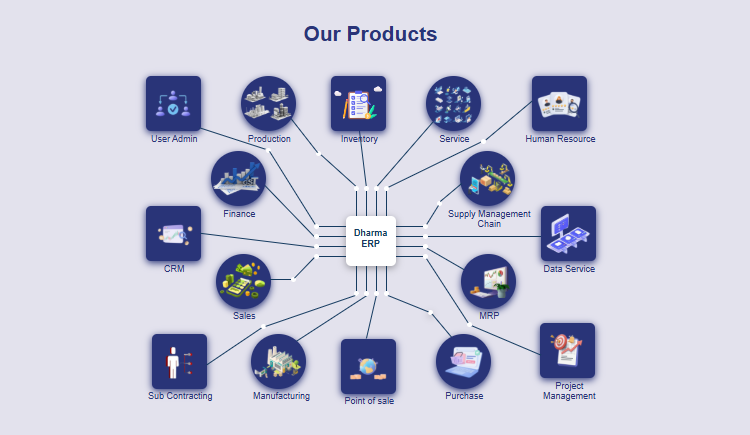 Our Products
User Admin
Production
Inventory
Service
Human Resource
Finance
Supply Management
Chain
Dharma
ERP
CRM
Data Service
Sales
MRP
Sub Contracting
Manufacturing
Point of sale
Purchase
Project
Management